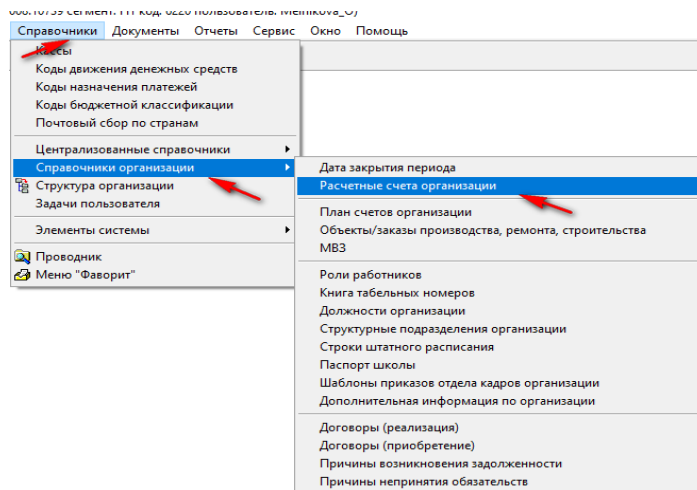 Справочники Документы Отчеты Сервис Окно Помощь
Кассы
Коды движения денежных средств
Коды назначения платежей
Коды бюджетной классификации
Почтовый сбор по странам
Централизованные справочники
Справочники организации
Структура организации
Задачи пользователя
Элементы системы
Проводник
Меню "Фаворит"
Дата закрытия периода
Расчетные счета организации
План счетов организации
Объекты/заказы производства, ремонта, строительства
МВЗ
Роли работников
Книга табельных номеров
Должности организации
Структурные подразделения организации
Строки штатного расписания
Паспорт школы
Шаблоны приказов отдела кадров организации
Дополнительная информация по организации
Договоры (реализация)
Договоры (приобретение)
Причины возникновения задолженности
Причины непринятия обязательств